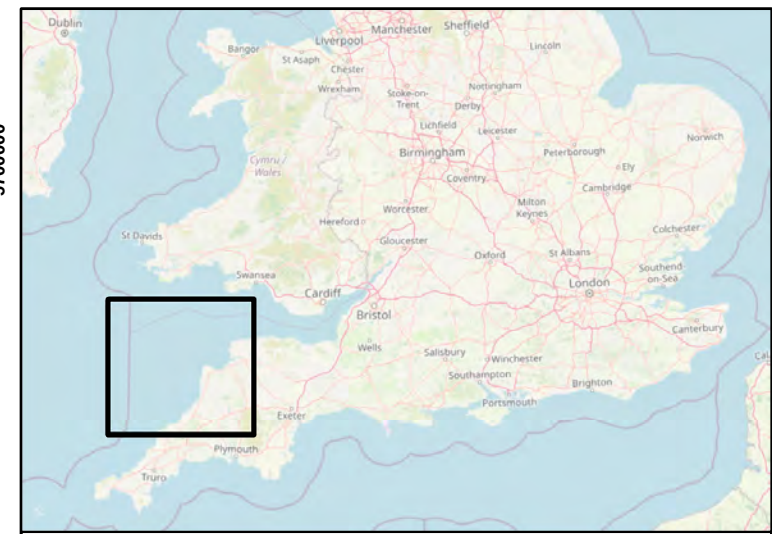 Dublin
Manchester
Sheffield
Liverpool
Bangor
Lincoln
St Asaph
Chester
Wrexham
Stoke-on-
Trent
Nottingham
Derby
Lichfield
Leicester
Norwich
Birmingham
Peterborough
Cymru /
Wales
Ely
Coventry
Cambridge
Worcester
Milton
Keynes
Hereford
Colchester
St Davids
Gloucester
Oxford
St Albans
Swansea
Southend-
on-Sea
London
Cardiff
Bristol
Canterbury
Wells
Salisbury
Winchester
Southampton
Brighton
Portsmouth
Exeter
Plymouth
Truro